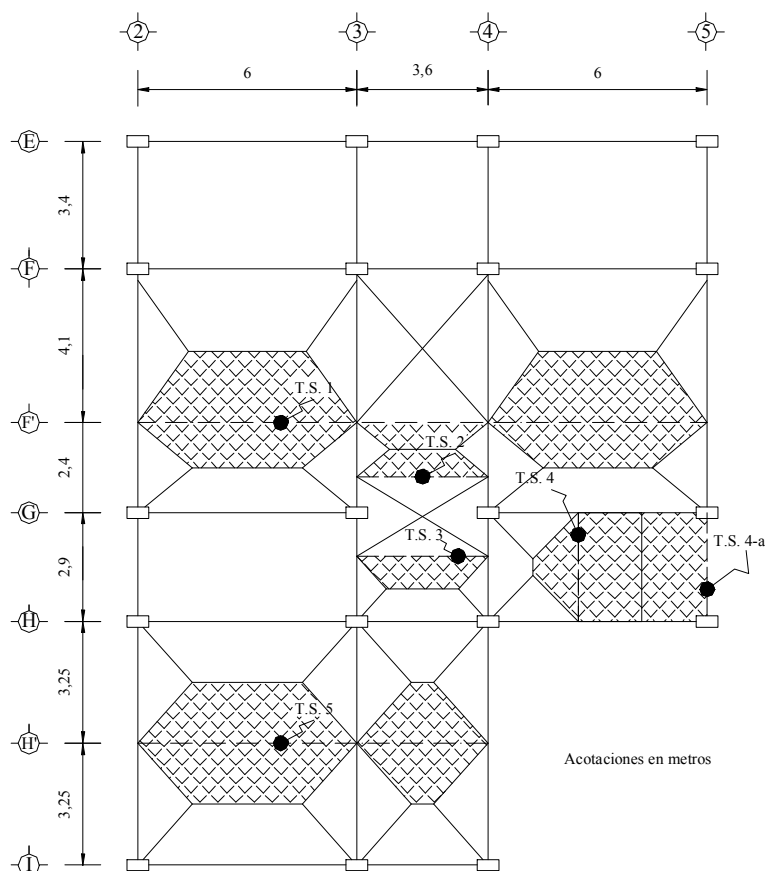 2 3 4 5
6 3,6 6
E
3,4
F
4,1
T.S. 1
F'
T.S. 2
2,4
T.S. 4
G
T.S. 3
T.S. 4-a
2,9
H
3,25
T.S. 5
H'
Acotaciones en metros
3,25
I